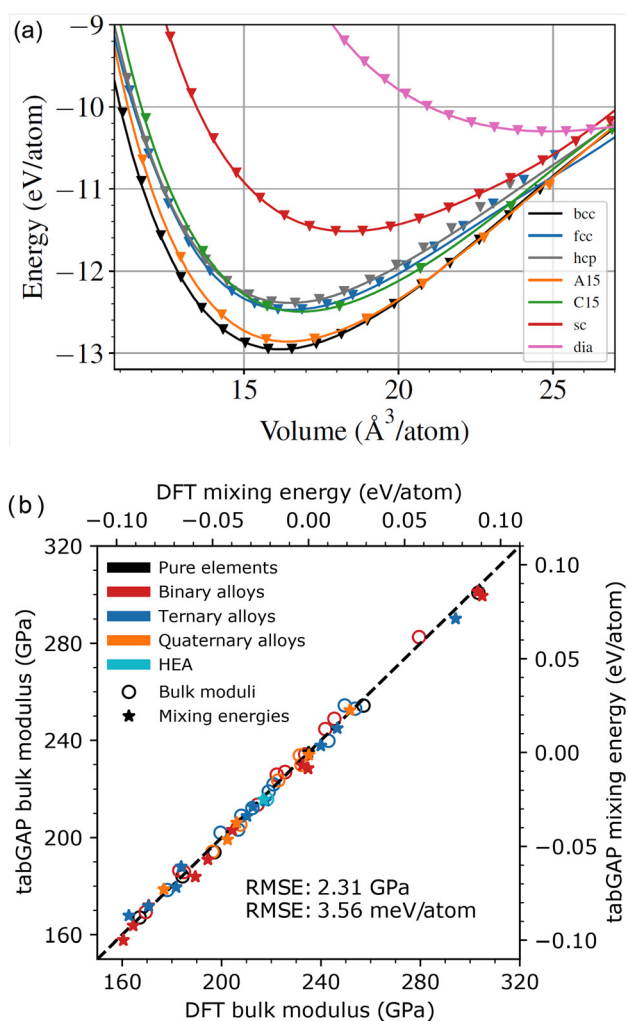 (a)
−9
−10
−11
−12
−13
Energy (eV/atom)
bcc
fcc
hcp
A15
C15
sc
dia
15 20 25
Volume (Å³/atom)
(b)
DFT mixing energy (eV/atom)
−0.10 −0.05 0.00 0.05 0.10
320
300
280
260
240
220
200
180
160
tabGAP bulk modulus (GPa)
Pure elements
Binary alloys
Ternary alloys
Quaternary alloys
HEA
Bulk moduli
Mixing energies
RMSE: 2.31 GPa
RMSE: 3.56 meV/atom
0.10
0.05
0.00
−0.05
−0.10
tabGAP mixing energy (eV/atom)
160 200 240 280 320
DFT bulk modulus (GPa)